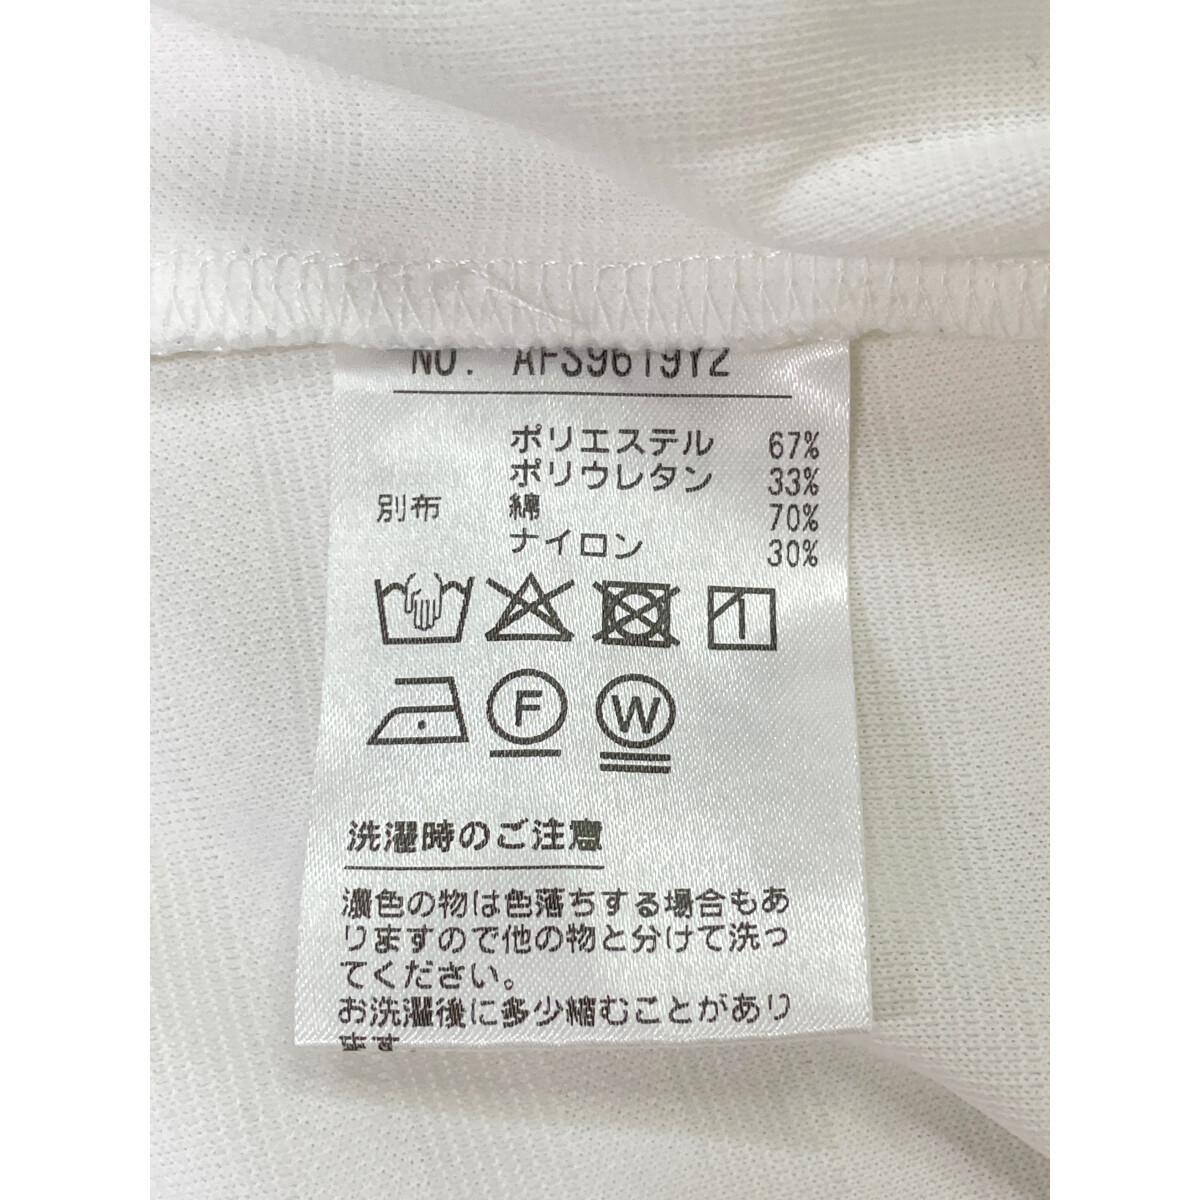 NO. AFS9619Y2
ポリエステル 67%
ポリウレタン 33%
別布 綿 70%
ナイロン 30%
F W
洗濯時のご注意
濃色の物は色落ちする場合もあ
りますので他の物と分けて洗っ
てください。
お洗濯後に多少縮むことがあり
ます